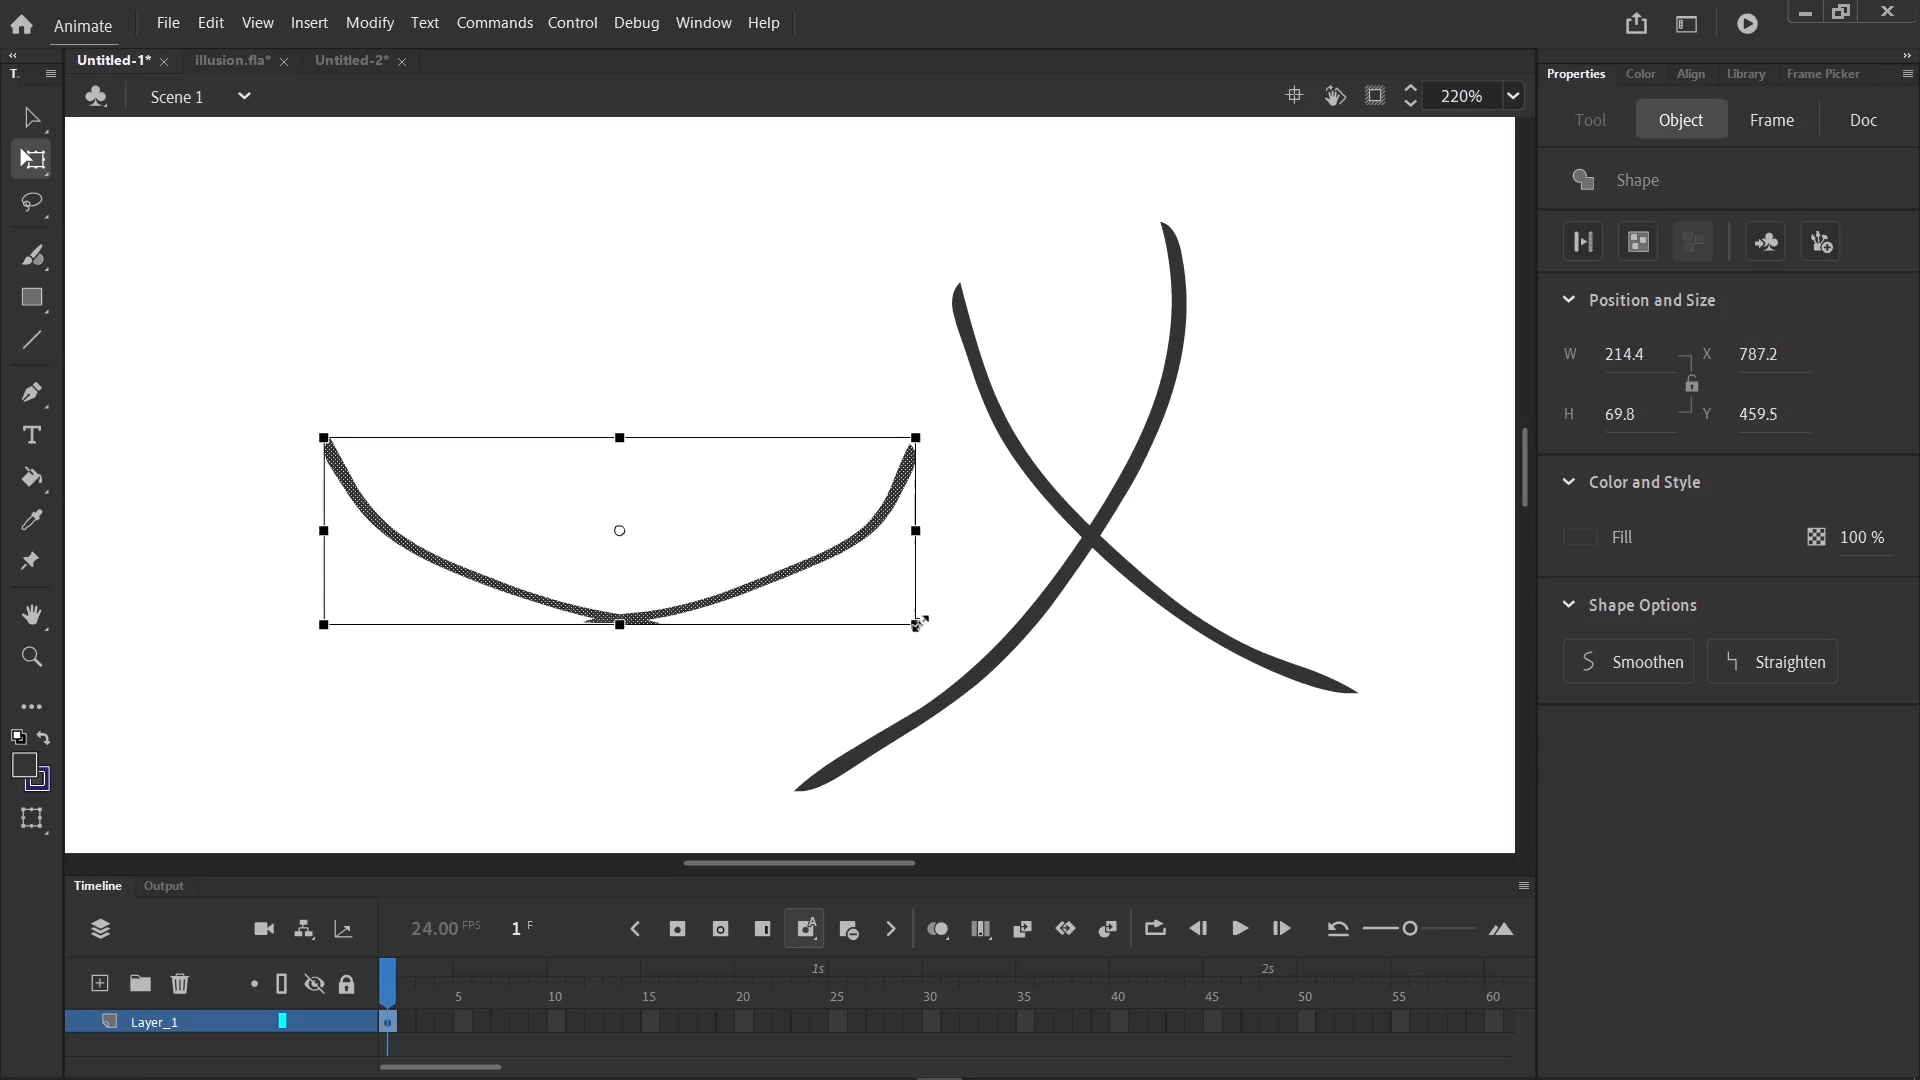 Animate File Edit View Insert Modify Text Commands Control Debug Window Help
Untitled-1* illusion.fla* Untitled-2*
T.
Scene 1
220%
Properties Color Align Library Frame Picker
Tool Object Frame Doc
Shape
Position and Size
W 214.4 X 787.2
H 69.8 Y 459.5
Color and Style
Fill 100 %
Shape Options
Smoothen Straighten
Timeline Output
24.00 FPS 1 F
1s 2s
5 10 15 20 25 30 35 40 45 50 55 60
Layer_1